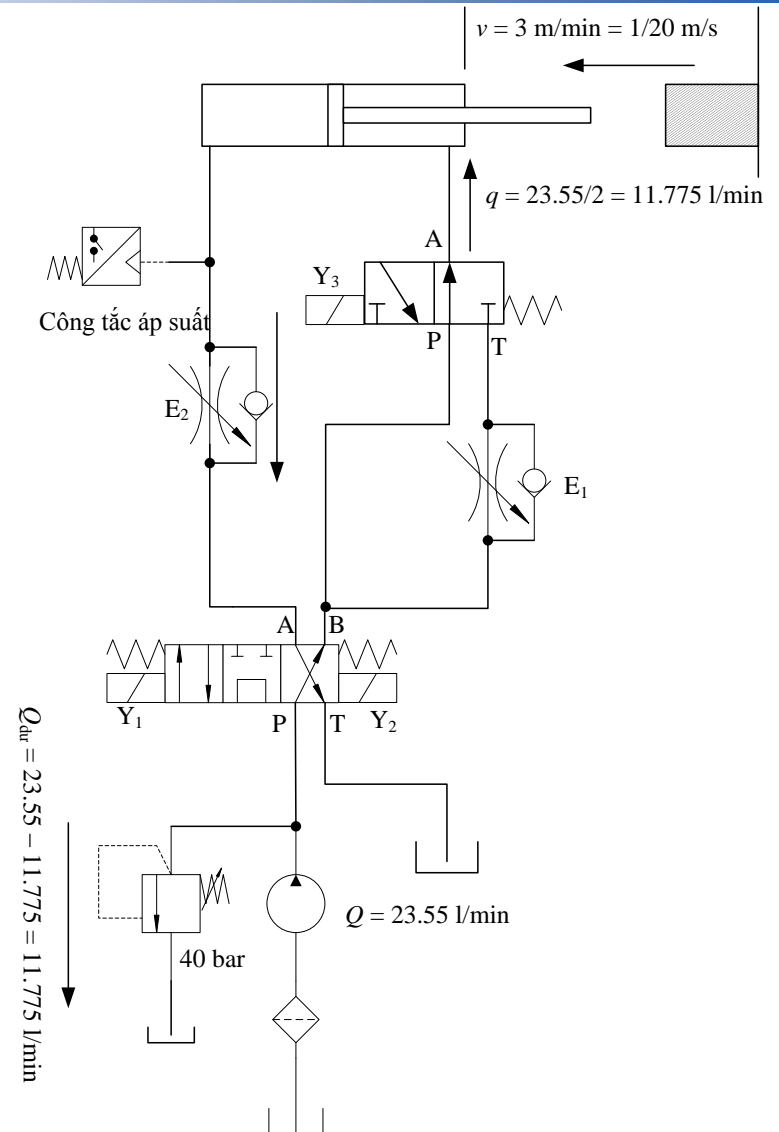 v = 3 m/min = 1/20 m/s
q = 23.55/2 = 11.775 l/min
A
Y₃
Công tắc áp suất
P
T
E₂
E₁
A
B
Y₁
P
T
Y₂
Q_dư = 23.55 − 11.775 = 11.775 l/min
Q = 23.55 l/min
40 bar